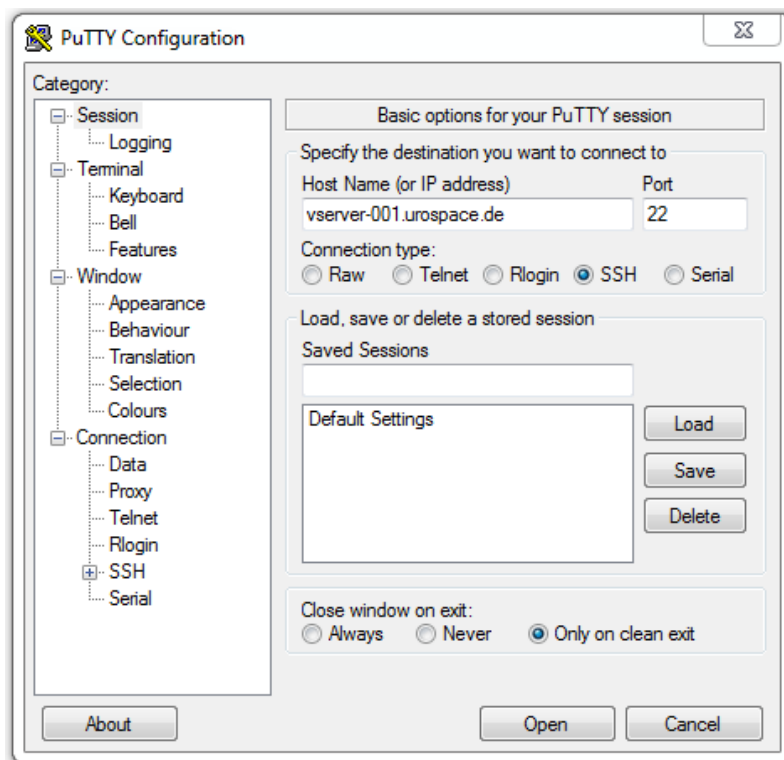 PuTTY Configuration
Category:
Session
Logging
Terminal
Keyboard
Bell
Features
Window
Appearance
Behaviour
Translation
Selection
Colours
Connection
Data
Proxy
Telnet
Rlogin
SSH
Serial
Basic options for your PuTTY session
Specify the destination you want to connect to
Host Name (or IP address) Port
vserver-001.urospace.de 22
Connection type:
Raw Telnet Rlogin SSH Serial
Load, save or delete a stored session
Saved Sessions
Default Settings
Load
Save
Delete
Close window on exit:
Always Never Only on clean exit
About Open Cancel